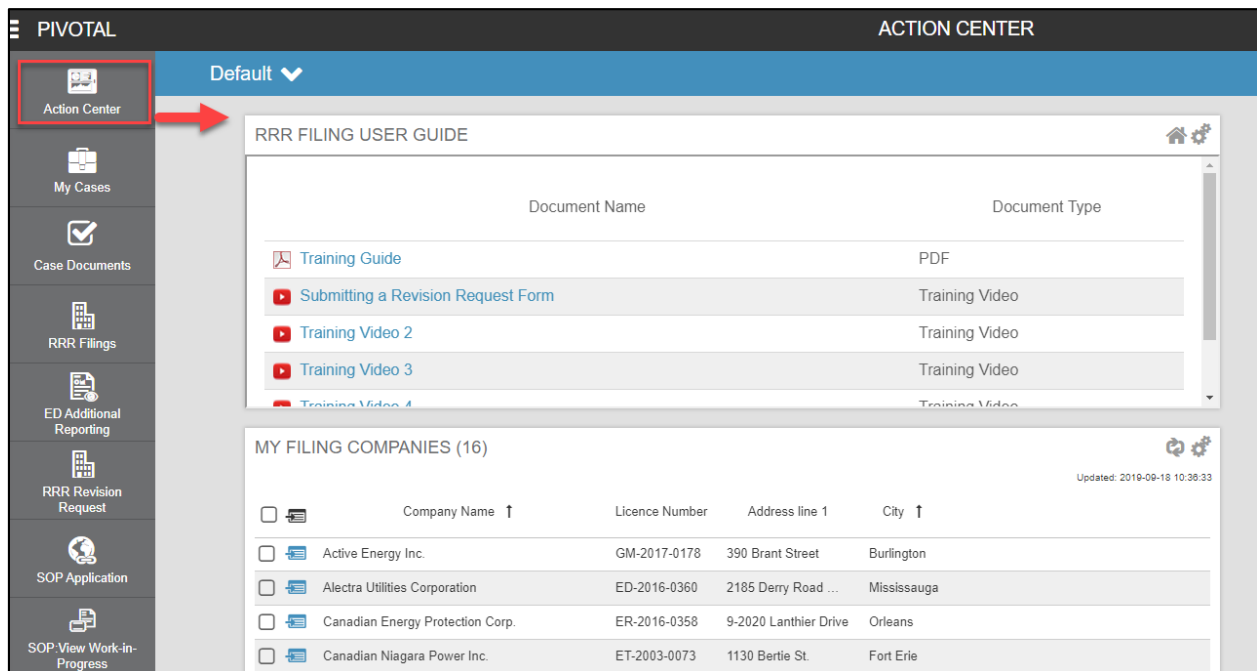 PIVOTAL
ACTION CENTER
Action Center
My Cases
Case Documents
RRR Filings
ED Additional
Reporting
RRR Revision
Request
SOP Application
SOP:View Work-in-
Progress
Default
RRR FILING USER GUIDE
Document Name Document Type
Training Guide PDF
Submitting a Revision Request Form Training Video
Training Video 2 Training Video
Training Video 3 Training Video
Training Video 4 Training Video
MY FILING COMPANIES (16)
Updated: 2019-09-18 10:36:33
Company Name Licence Number Address line 1 City
Active Energy Inc. GM-2017-0178 390 Brant Street Burlington
Alectra Utilities Corporation ED-2016-0360 2185 Derry Road ... Mississauga
Canadian Energy Protection Corp. ER-2016-0358 9-2020 Lanthier Drive Orleans
Canadian Niagara Power Inc. ET-2003-0073 1130 Bertie St. Fort Erie